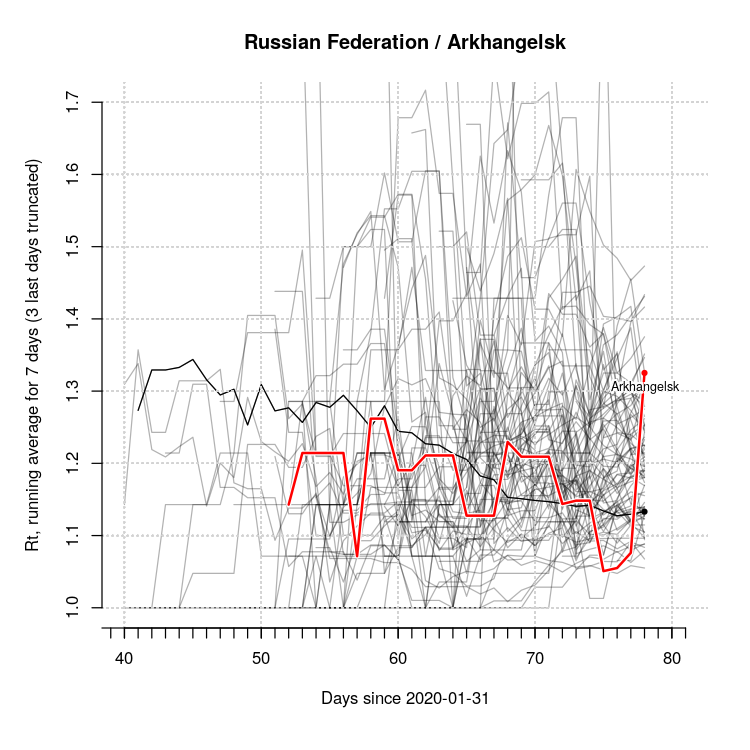 Russian Federation / Arkhangelsk
Rt, running average for 7 days (3 last days truncated)
1.7
1.6
1.5
1.4
1.3
1.2
1.1
1.0
Arkhangelsk
40 50 60 70 80
Days since 2020-01-31